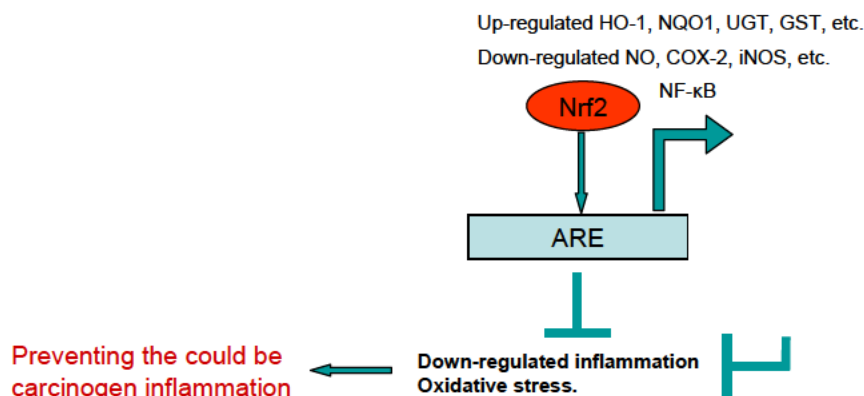 Up-regulated HO-1, NQO1, UGT, GST, etc.
Down-regulated NO, COX-2, iNOS, etc.
NF-κB
Nrf2
ARE
Preventing the could be
carcinogen inflammation
Down-regulated inflammation
Oxidative stress.